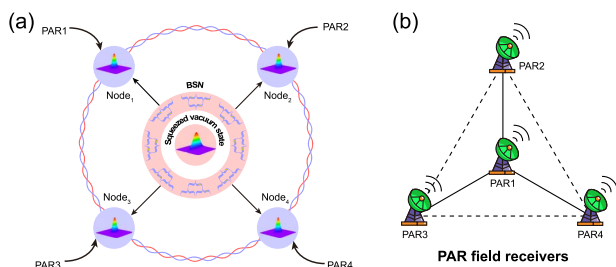 (a)
PAR1
PAR2
Node1
Node2
BSN
Squeezed vacuum state
Node3
Node4
PAR3
PAR4
(b)
PAR2
PAR1
PAR3
PAR4
PAR field receivers